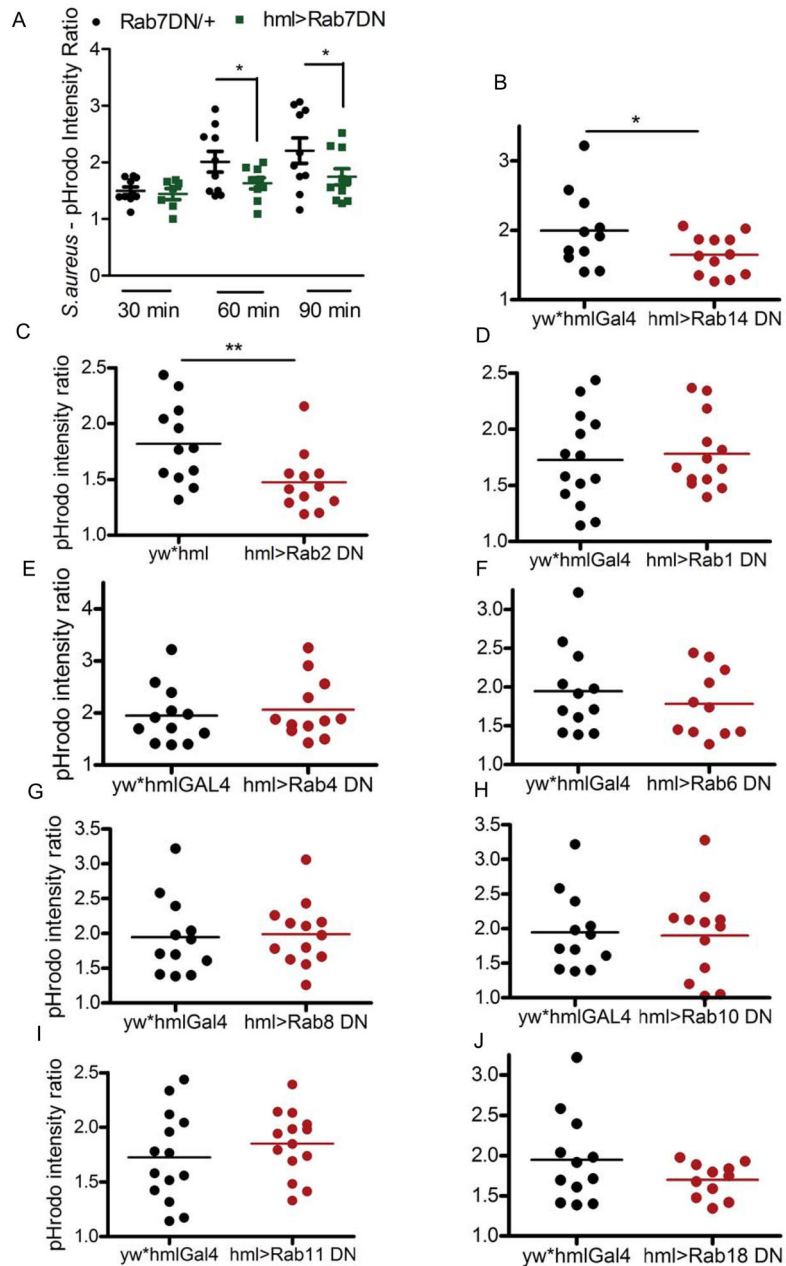 A
Rab7DN/+ hml>Rab7DN
S.aureus - pHrodo Intensity Ratio
4
3
2
1
0
* *
30 min 60 min 90 min
B
*
3
2
1
yw*hmlGal4 hml>Rab14 DN
C
pHrodo intensity ratio
**
2.5
2.0
1.5
1.0
yw*hml hml>Rab2 DN
D
2.5
2.0
1.5
1.0
yw*hmlGal4 hml>Rab1 DN
E
pHrodo intensity ratio
4
3
2
1
yw*hmlGAL4 hml>Rab4 DN
F
3.0
2.5
2.0
1.5
1.0
yw*hmlGal4 hml>Rab6 DN
G
pHrodo intensity ratio
3.5
3.0
2.5
2.0
1.5
1.0
yw*hmlGal4 hml>Rab8 DN
H
3.5
3.0
2.5
2.0
1.5
1.0
yw*hmlGAL4 hml>Rab10 DN
I
pHrodo intensity ratio
2.5
2.0
1.5
1.0
yw*hmlGal4 hml>Rab11 DN
J
3.0
2.5
2.0
1.5
1.0
yw*hmlGal4 hml>Rab18 DN